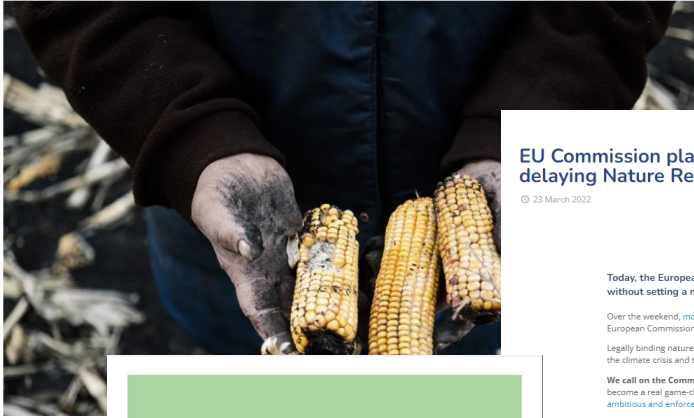 EU Commission pla
delaying Nature Re
23 March 2022
Today, the Europea
without setting a n
Over the weekend, mo
European Commission
Legally binding nature
the climate crisis and t
We call on the Comm
become a real game-cl
ambitious and enforce